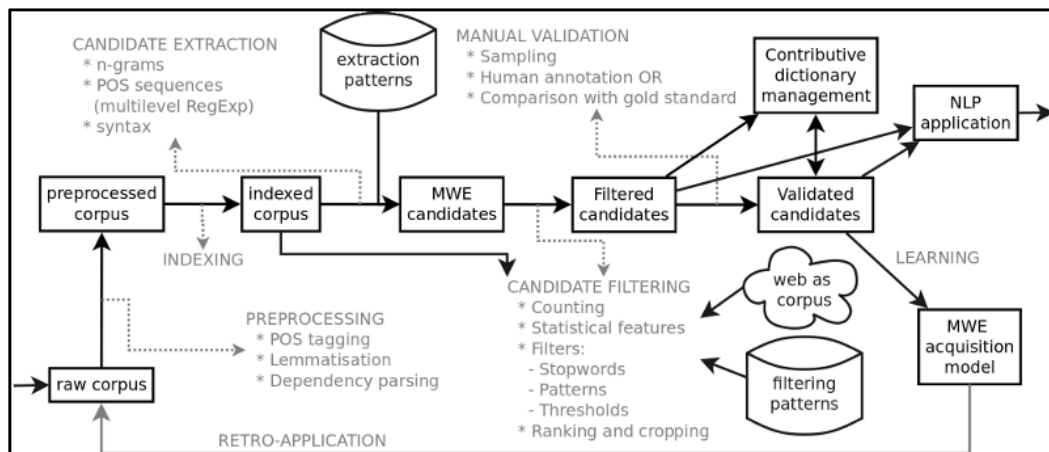 CANDIDATE EXTRACTION
* n-grams
* POS sequences
(multilevel RegExp)
* syntax
extraction
patterns
MANUAL VALIDATION
* Sampling
* Human annotation OR
* Comparison with gold standard
Contributive
dictionary
management
NLP
application
preprocessed
corpus
indexed
corpus
MWE
candidates
Filtered
candidates
Validated
candidates
INDEXING
LEARNING
CANDIDATE FILTERING
* Counting
* Statistical features
* Filters:
- Stopwords
- Patterns
- Thresholds
* Ranking and cropping
web as
corpus
filtering
patterns
MWE
acquisition
model
PREPROCESSING
* POS tagging
* Lemmatisation
* Dependency parsing
raw corpus
RETRO-APPLICATION